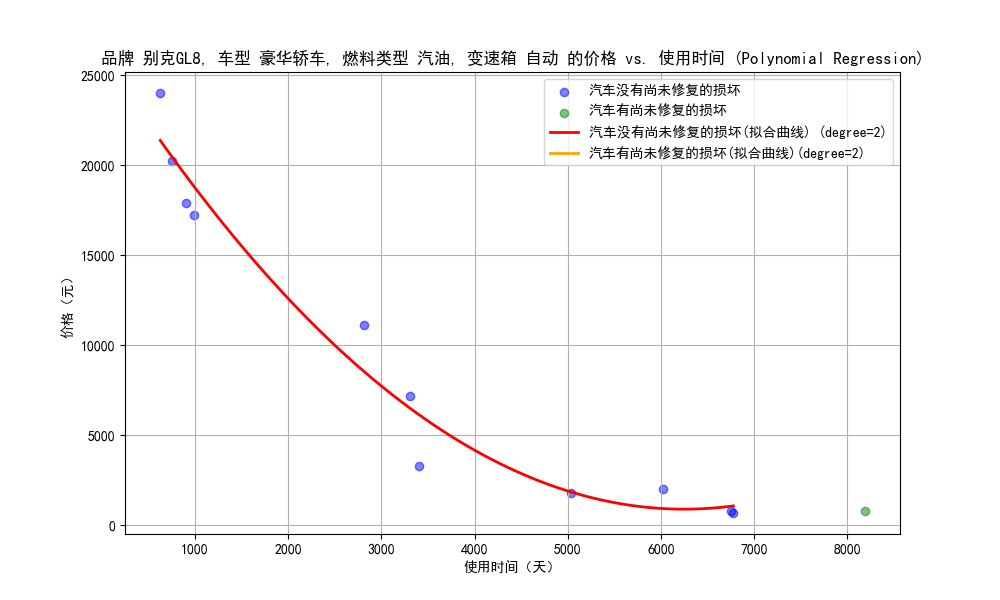 品牌 别克GL8, 车型 豪华轿车, 燃料类型 汽油, 变速箱 自动 的价格 vs. 使用时间 (Polynomial Regression)
汽车没有尚未修复的损坏
汽车有尚未修复的损坏
汽车没有尚未修复的损坏(拟合曲线) (degree=2)
汽车有尚未修复的损坏(拟合曲线)(degree=2)
价格（元）
25000
20000
15000
10000
5000
0
1000 2000 3000 4000 5000 6000 7000 8000
使用时间（天）